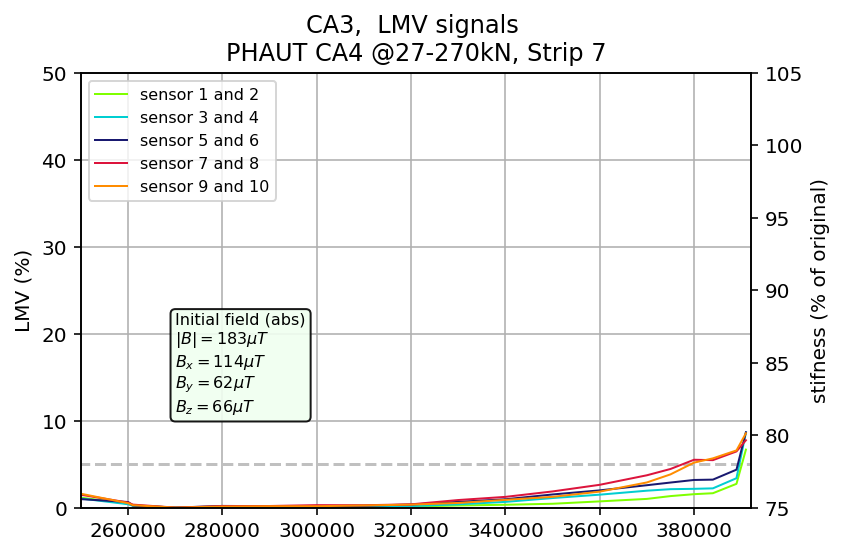 CA3,  LMV signals
PHAUT CA4 @27-270kN, Strip 7
50
40
30
20
10
0
LMV (%)
sensor 1 and 2
sensor 3 and 4
sensor 5 and 6
sensor 7 and 8
sensor 9 and 10
Initial field (abs)
|B| = 183μT
Bx = 114μT
By = 62μT
Bz = 66μT
105
100
95
90
85
80
75
stifness (% of original)
260000 280000 300000 320000 340000 360000 380000